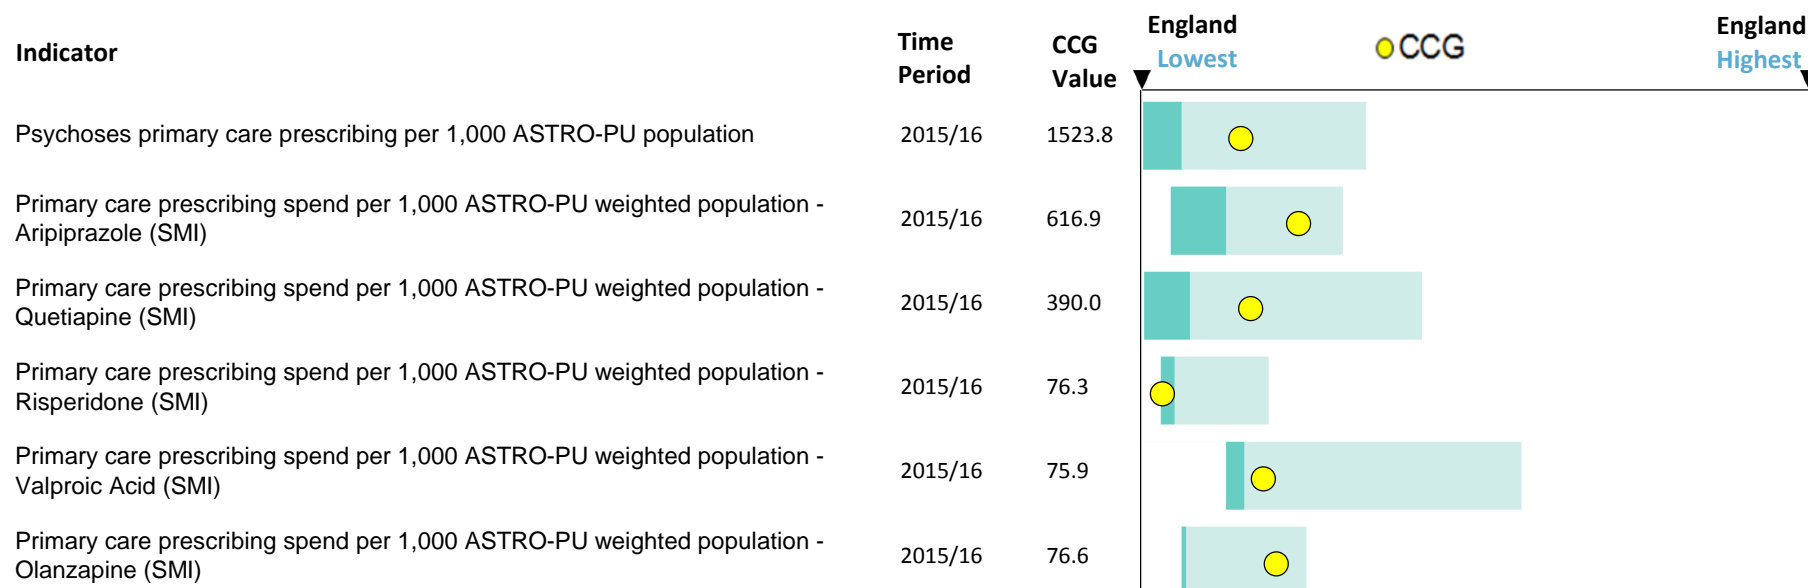 Indicator
Time
Period
CCG
Value
England
Lowest
CCG
England
Highest
Psychoses primary care prescribing per 1,000 ASTRO-PU population
2015/16
1523.8
Primary care prescribing spend per 1,000 ASTRO-PU weighted population -
Aripiprazole (SMI)
2015/16
616.9
Primary care prescribing spend per 1,000 ASTRO-PU weighted population -
Quetiapine (SMI)
2015/16
390.0
Primary care prescribing spend per 1,000 ASTRO-PU weighted population -
Risperidone (SMI)
2015/16
76.3
Primary care prescribing spend per 1,000 ASTRO-PU weighted population -
Valproic Acid (SMI)
2015/16
75.9
Primary care prescribing spend per 1,000 ASTRO-PU weighted population -
Olanzapine (SMI)
2015/16
76.6